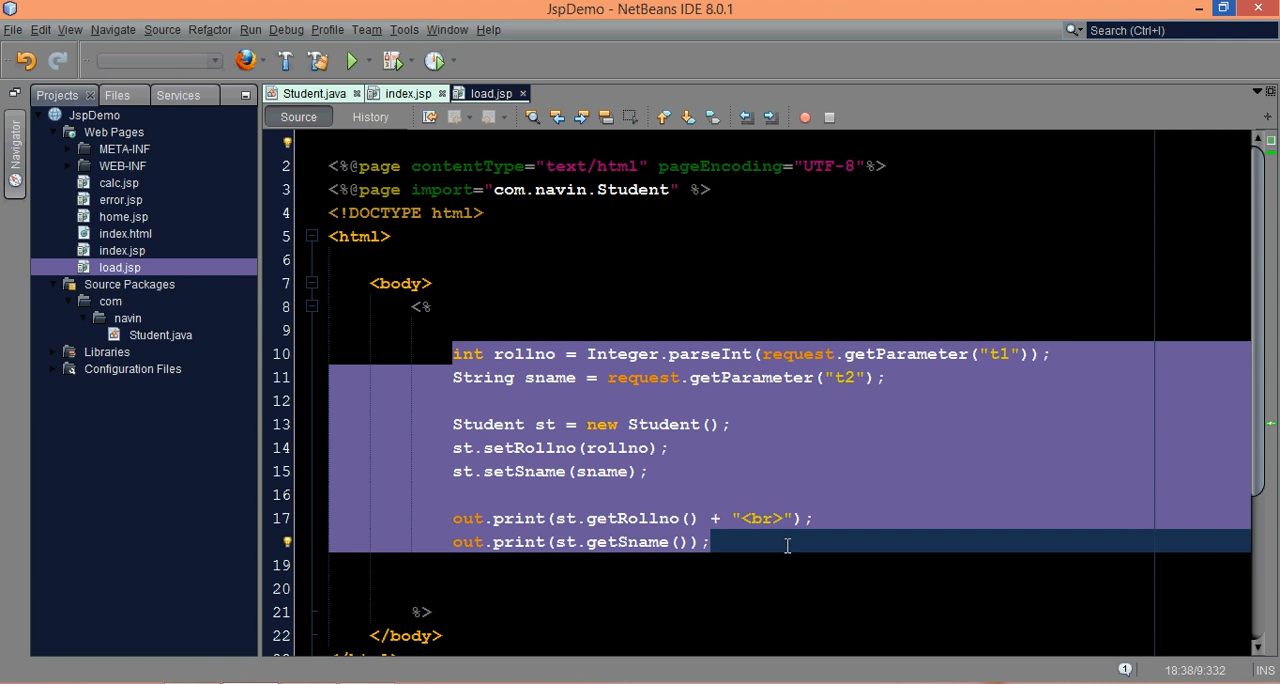 JspDemo - NetBeans IDE 8.0.1
File Edit View Navigate Source Refactor Run Debug Profile Team Tools Window Help
Search (Ctrl+I)
Projects Files Services
Student.java index.jsp load.jsp
Source History
Navigator
JspDemo
Web Pages
META-INF
WEB-INF
calc.jsp
error.jsp
home.jsp
index.html
index.jsp
load.jsp
Source Packages
com
navin
Student.java
Libraries
Configuration Files
2 <%@page contentType="text/html" pageEncoding="UTF-8"%>
3 <%@page import="com.navin.Student" %>
4 <!DOCTYPE html>
5 <html>
6
7 <body>
8 <%
9
10 int rollno = Integer.parseInt(request.getParameter("t1"));
11 String sname = request.getParameter("t2");
12
13 Student st = new Student();
14 st.setRollno(rollno);
15 st.setSname(sname);
16
17 out.print(st.getRollno() + "<br>");
out.print(st.getSname());
19
20
21 %>
22 </body>
1
18:38/9:332
INS